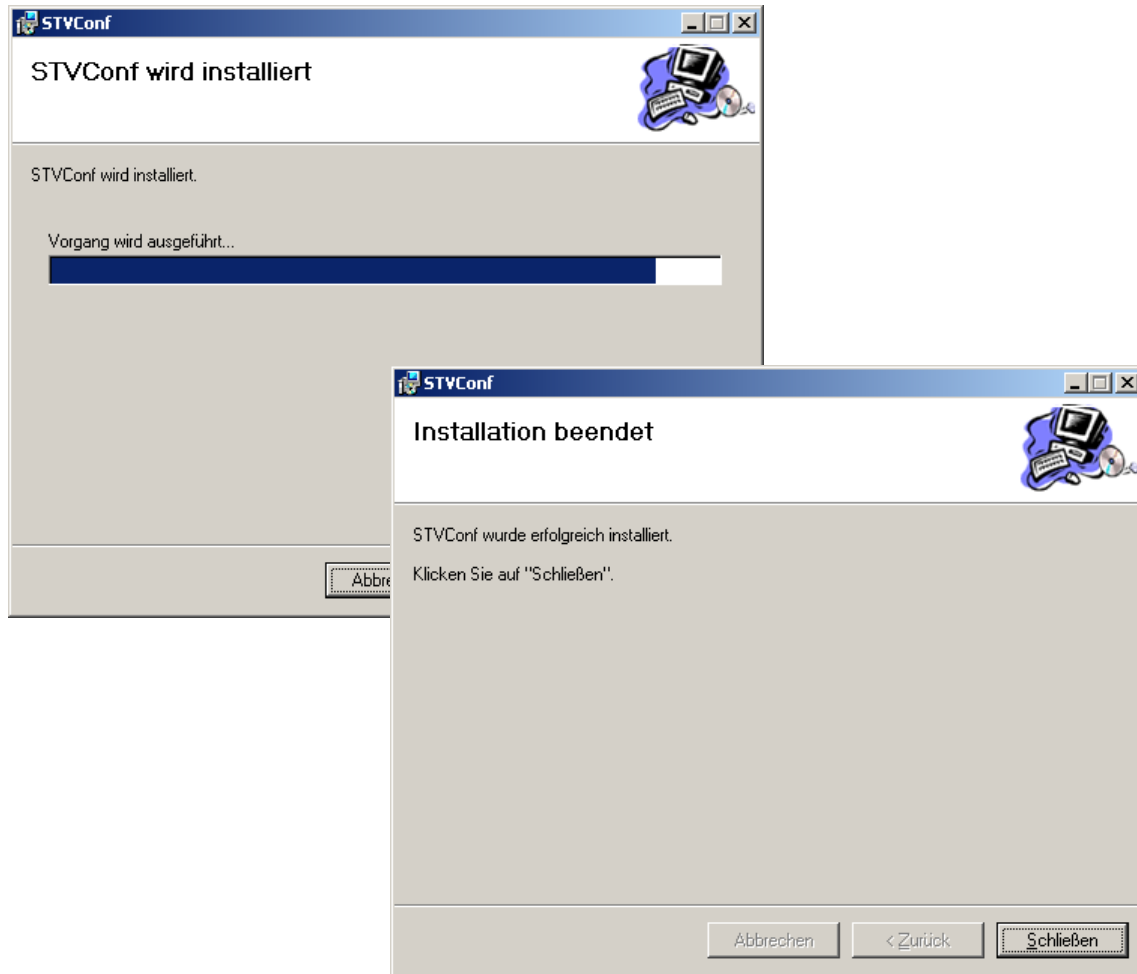 STVConf
STVConf wird installiert
STVConf wird installiert.
Vorgang wird ausgeführt...
STVConf
Installation beendet
STVConf wurde erfolgreich installiert.
Klicken Sie auf "Schließen".
Abbrechen
< Zurück
Schließen